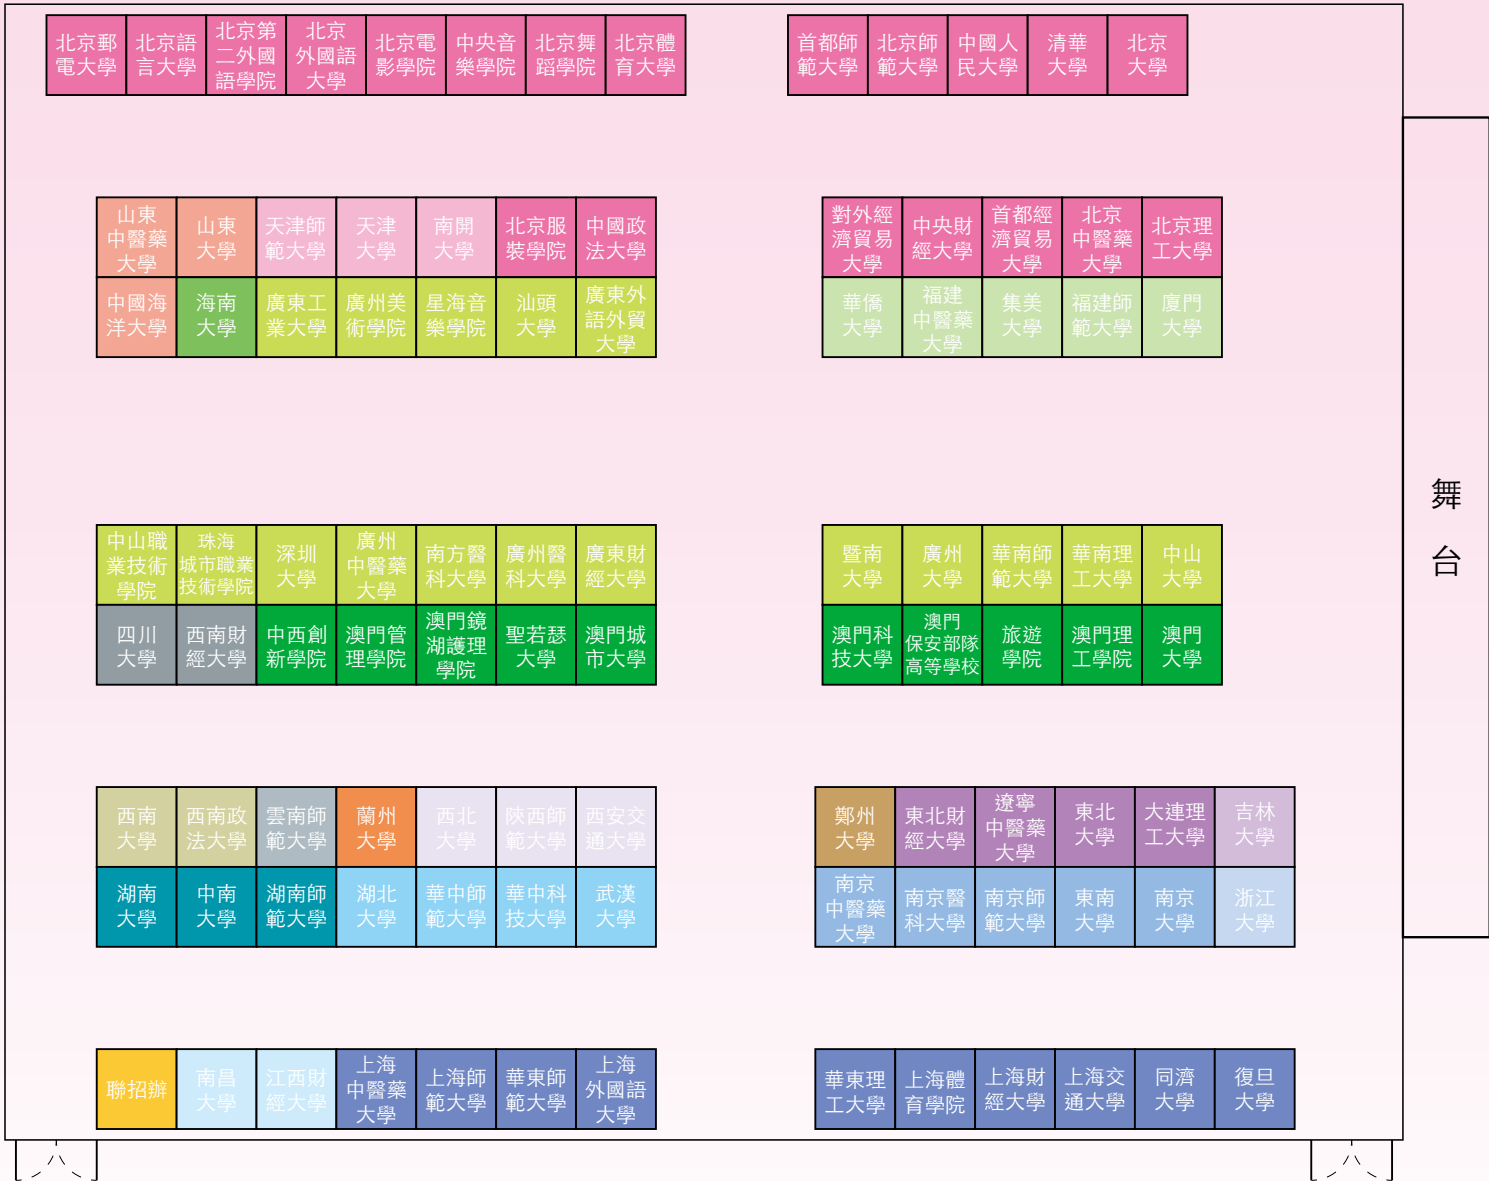 北京郵
電大學
北京語
言大學
北京第
二外國
語學院
北京
外國語
大學
北京電
影學院
中央音
樂學院
北京舞
蹈學院
北京體
育大學
首都師
範大學
北京師
範大學
中國人
民大學
清華
大學
北京
大學
山東
中醫藥
大學
山東
大學
天津師
範大學
天津
大學
南開
大學
北京服
裝學院
中國政
法大學
對外經
濟貿易
大學
中央財
經大學
首都經
濟貿易
大學
北京
中醫藥
大學
北京理
工大學
中國海
洋大學
海南
大學
廣東工
業大學
廣州美
術學院
星海音
樂學院
汕頭
大學
廣東外
語外貿
大學
華僑
大學
福建
中醫藥
大學
集美
大學
福建師
範大學
廈門
大學
舞
台
中山職
業技術
學院
珠海
城市職業
技術學院
深圳
大學
廣州
中醫藥
大學
南方醫
科大學
廣州醫
科大學
廣東財
經大學
暨南
大學
廣州
大學
華南師
範大學
華南理
工大學
中山
大學
四川
大學
西南財
經大學
中西創
新學院
澳門管
理學院
澳門鏡
湖護理
學院
聖若瑟
大學
澳門城
市大學
澳門科
技大學
澳門
保安部隊
高等學校
旅遊
學院
澳門理
工學院
澳門
大學
西南
大學
西南政
法大學
雲南師
範大學
蘭州
大學
西北
大學
陝西師
範大學
西安交
通大學
鄭州
大學
東北財
經大學
遼寧
中醫藥
大學
東北
大學
大連理
工大學
吉林
大學
湖南
大學
中南
大學
湖南師
範大學
湖北
大學
華中師
範大學
華中科
技大學
武漢
大學
南京
中醫藥
大學
南京醫
科大學
南京師
範大學
東南
大學
南京
大學
浙江
大學
聯招辦
南昌
大學
江西財
經大學
上海
中醫藥
大學
上海師
範大學
華東師
範大學
上海
外國語
大學
華東理
工大學
上海體
育學院
上海財
經大學
上海交
通大學
同濟
大學
復旦
大學